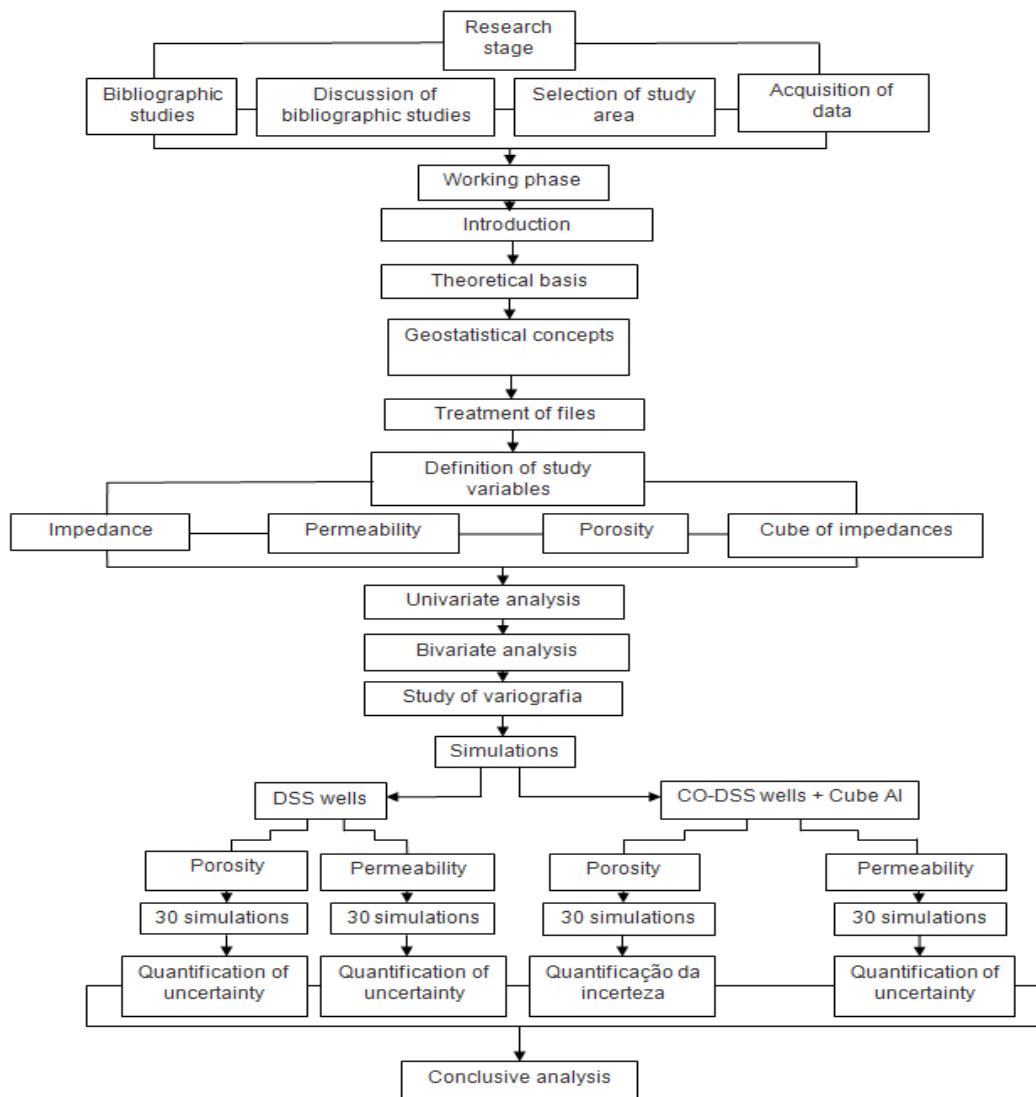 Research
stage
Bibliographic
studies
Discussion of
bibliographic studies
Selection of study
area
Acquisition of
data
Working phase
Introduction
Theoretical basis
Geostatistical concepts
Treatment of files
Definition of study
variables
Impedance
Permeability
Porosity
Cube of impedances
Univariate analysis
Bivariate analysis
Study of variografia
Simulations
DSS wells
CO-DSS wells + Cube AI
Porosity
Permeability
Porosity
Permeability
30 simulations
30 simulations
30 simulations
30 simulations
Quantification of
uncertainty
Quantification of
uncertainty
Quantificação da
incerteza
Quantification of
uncertainty
Conclusive analysis